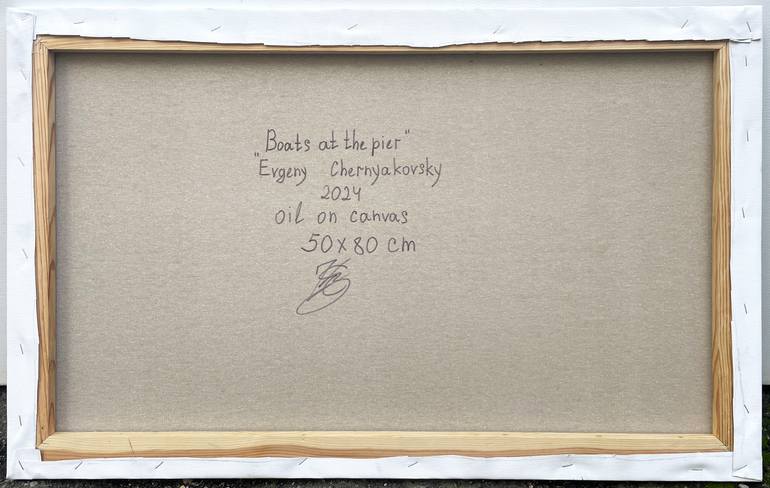 "Boats at the pier"
Evgeny Chernyakovsky
2024
oil on canvas
50x80 cm